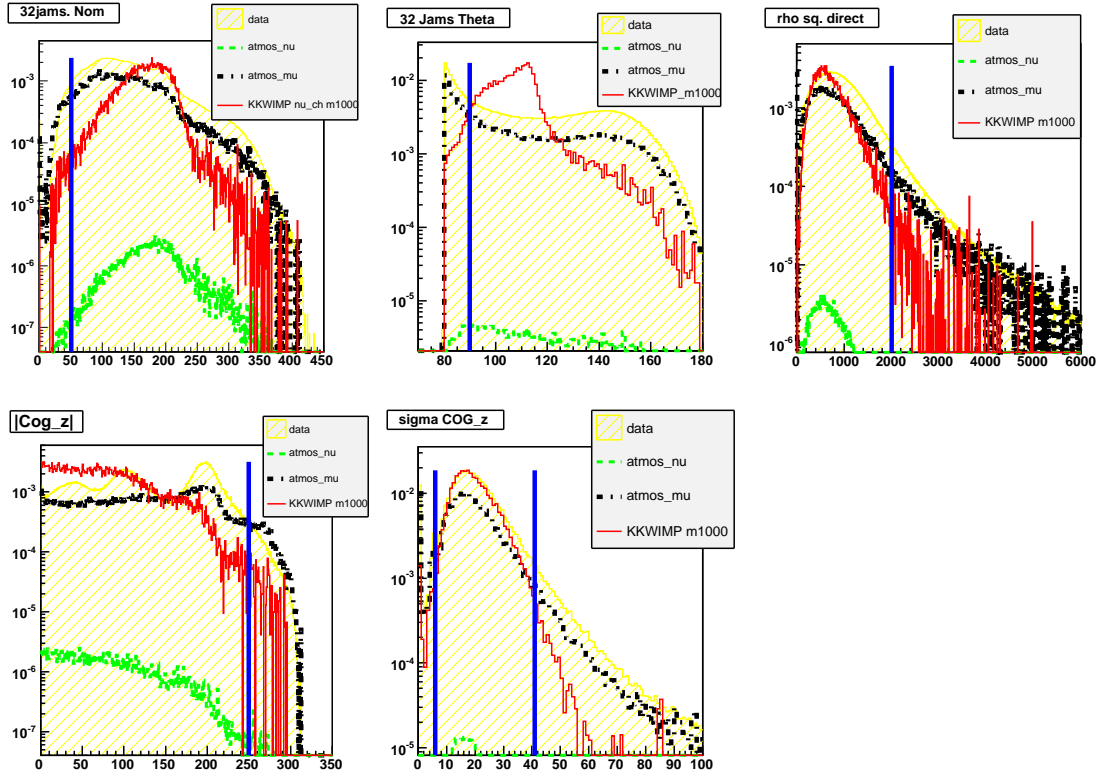 32jams. Nom
data
atmos_nu
atmos_mu
KKWIMP nu_ch m1000
10-3
10-4
10-5
10-6
10-7
0 50 100 150 200 250 300 350 400 450
32 Jams Theta
data
atmos_nu
atmos_mu
KKWIMP_m1000
10-2
10-3
10-4
10-5
80 100 120 140 160 180
rho sq. direct
data
atmos_nu
atmos_mu
KKWIMP m1000
10-3
10-4
10-5
10-6
0 1000 2000 3000 4000 5000 6000
|Cog_z|
data
atmos_nu
atmos_mu
KKWIMP m1000
10-3
10-4
10-5
10-6
10-7
0 50 100 150 200 250 300 350
sigma COG_z
data
atmos_nu
atmos_mu
KKWIMP m1000
10-2
10-3
10-4
10-5
0 10 20 30 40 50 60 70 80 90 100